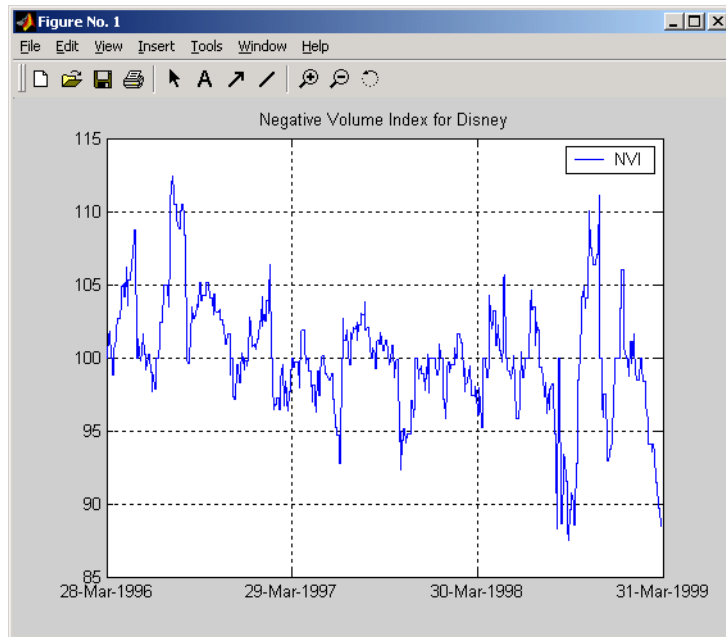 Figure No. 1
File Edit View Insert Tools Window Help
A
Negative Volume Index for Disney
NVI
115
110
105
100
95
90
85
28-Mar-1996 29-Mar-1997 30-Mar-1998 31-Mar-1999